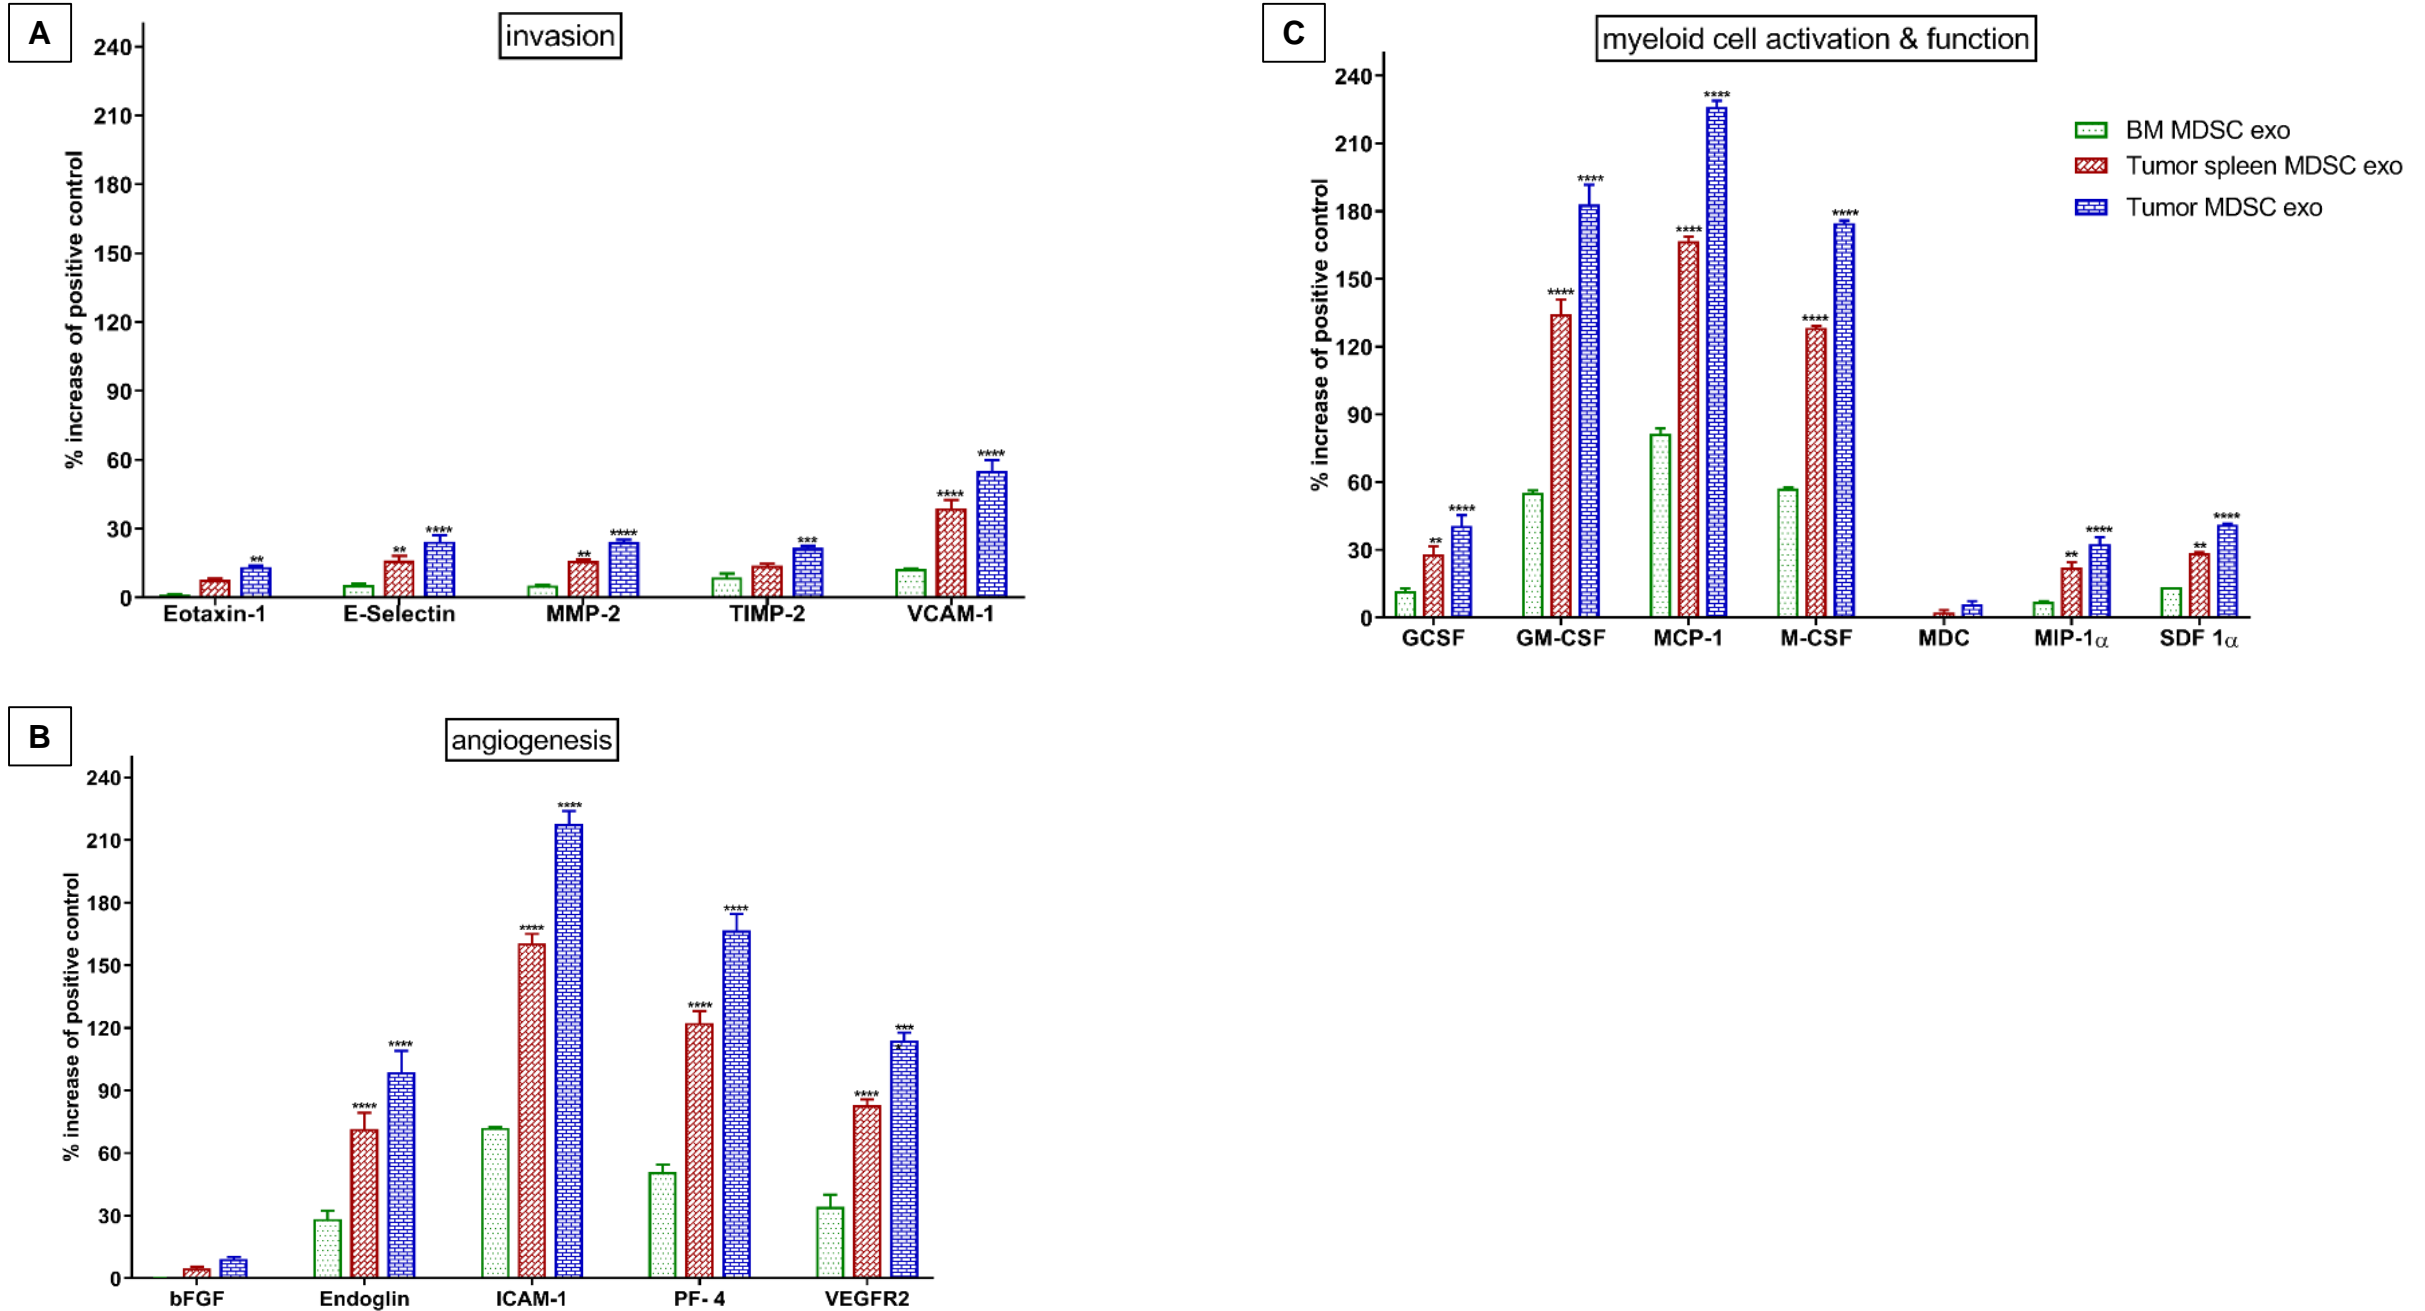 A
invasion
% increase of positive control
240
210
180
150
120
90
60
30
0
** ** **** ** **** *** **** ****
Eotaxin-1 E-Selectin MMP-2 TIMP-2 VCAM-1
B
angiogenesis
% increase of positive control
240
210
180
150
120
90
60
30
0
**** **** **** **** **** **** **** ***
*
bFGF Endoglin ICAM-1 PF- 4 VEGFR2
C
myeloid cell activation & function
% increase of positive control
240
210
180
150
120
90
60
30
0
** **** **** **** **** **** **** **** ** **** ** ****
GCSF GM-CSF MCP-1 M-CSF MDC MIP-1α SDF 1α
BM MDSC exo
Tumor spleen MDSC exo
Tumor MDSC exo